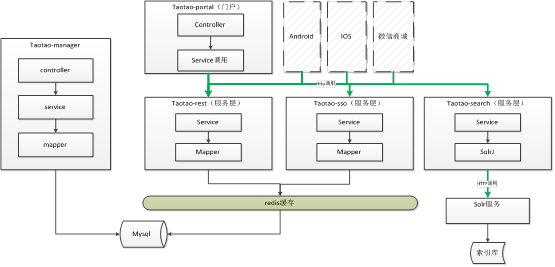 Taotao-portal（门户）
Controller
Service调用
Android
IOS
微信商城
Taotao-manager
controller
service
mapper
Http调用
Taotao-rest（服务层）
Service
Mapper
Taotao-sso（服务层）
Service
Mapper
Taotao-search（服务层）
Service
SolrJ
HTTP调用
redis缓存
Solr服务
Mysql
索引库